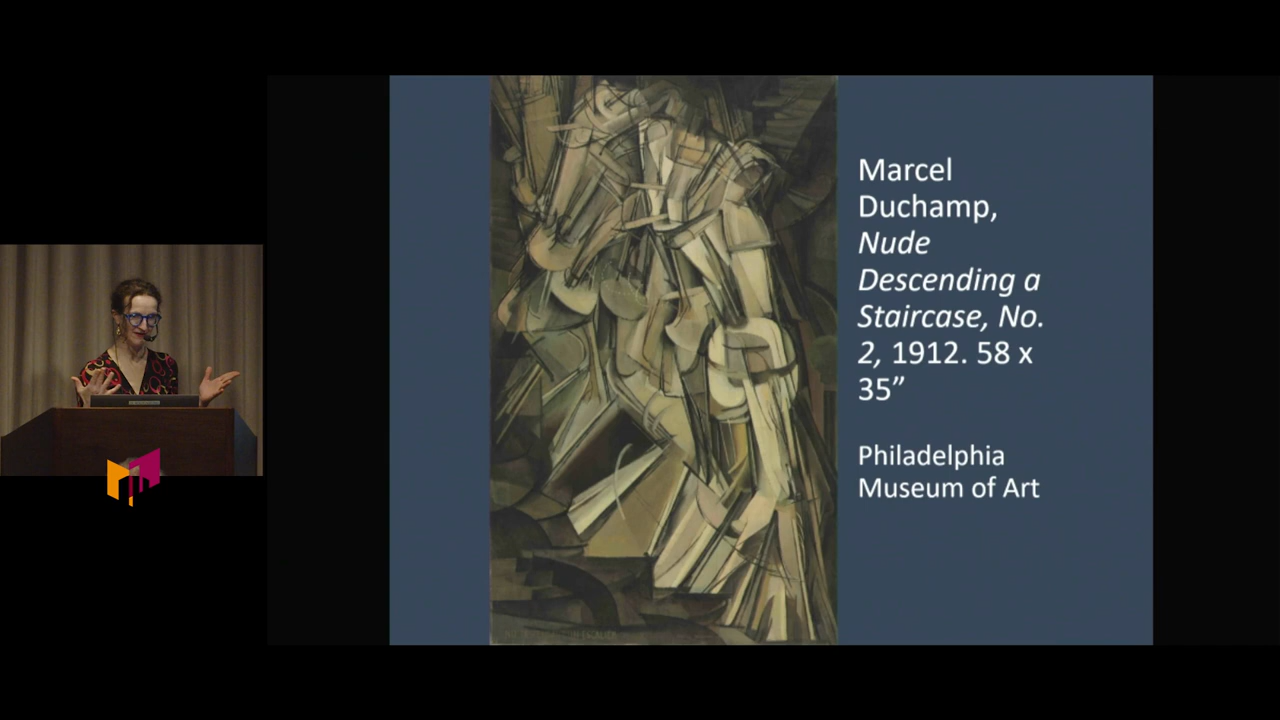 Marcel
Duchamp,
Nude
Descending a
Staircase, No.
2, 1912. 58 x
35”
Philadelphia
Museum of Art